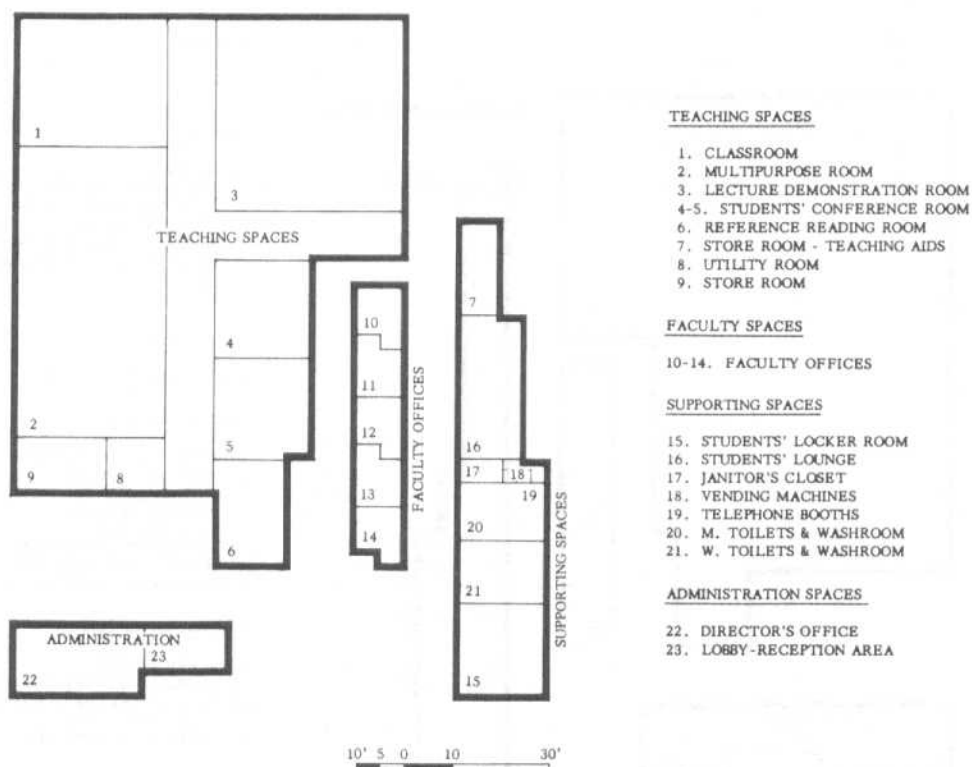 1
3
TEACHING SPACES
4
2
5
9
8
6
10
11
12
13
14
FACULTY OFFICES
7
16
17
18
19
20
21
15
SUPPORTING SPACES
ADMINISTRATION
23
22
10' 5 0 10 30'
TEACHING SPACES
1. CLASSROOM
2. MULTIPURPOSE ROOM
3. LECTURE DEMONSTRATION ROOM
4-5. STUDENTS' CONFERENCE ROOM
6. REFERENCE READING ROOM
7. STORE ROOM - TEACHING AIDS
8. UTILITY ROOM
9. STORE ROOM
FACULTY SPACES
10-14. FACULTY OFFICES
SUPPORTING SPACES
15. STUDENTS' LOCKER ROOM
16. STUDENTS' LOUNGE
17. JANITOR'S CLOSET
18. VENDING MACHINES
19. TELEPHONE BOOTHS
20. M. TOILETS & WASHROOM
21. W. TOILETS & WASHROOM
ADMINISTRATION SPACES
22. DIRECTOR'S OFFICE
23. LOBBY-RECEPTION AREA